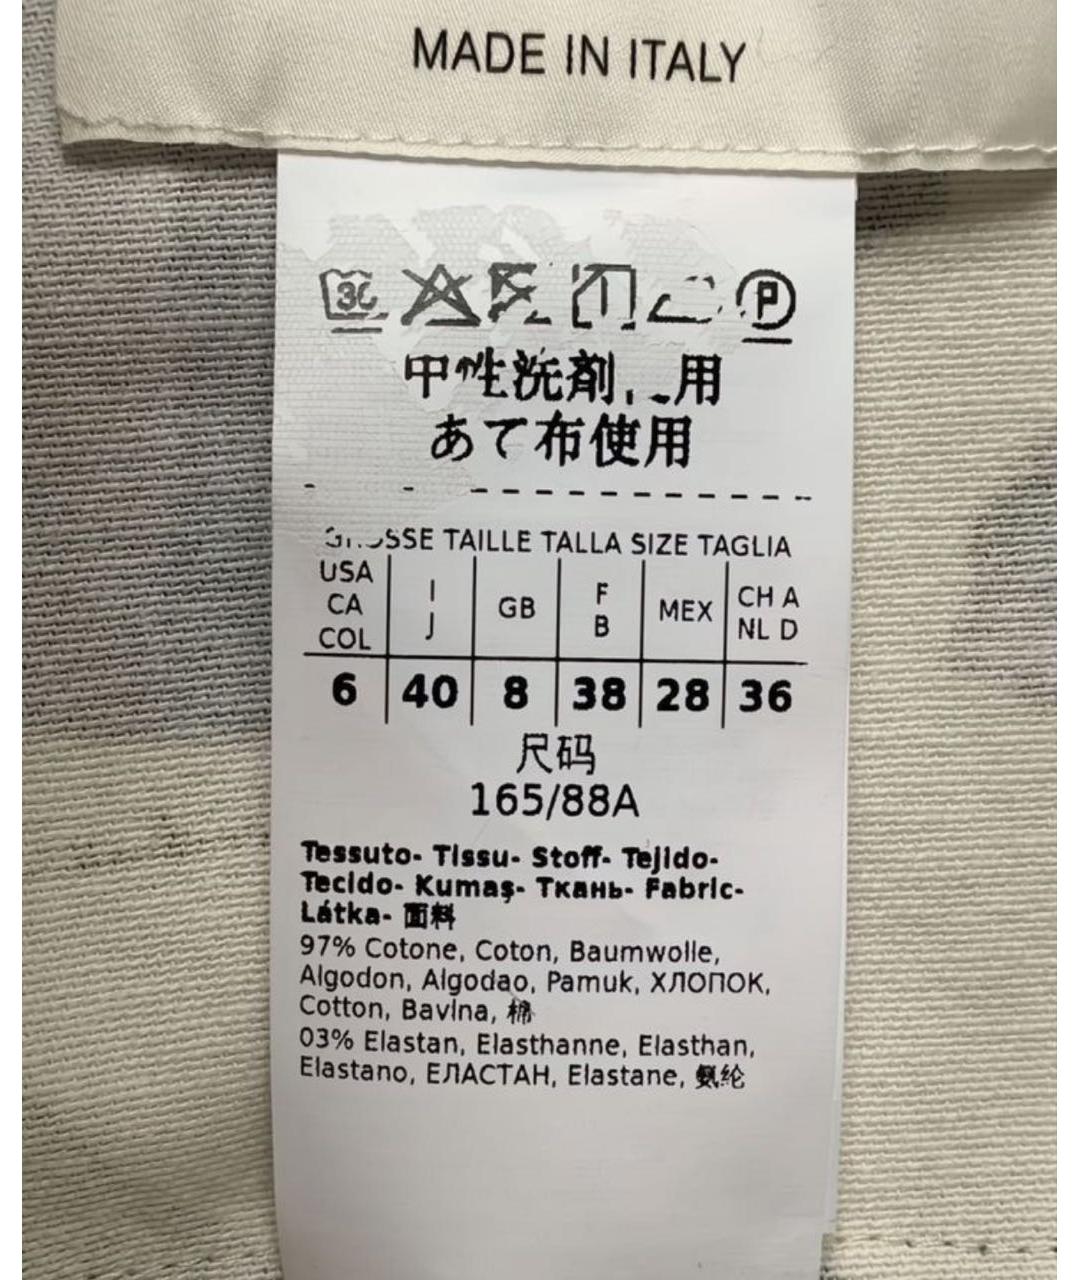 MADE IN ITALY
中性洗剤 用
あて布使用
TAILLE TALLA SIZE TAGLIA
USA CA COL I J GB F B MEX CH A NL D
6 40 8 38 28 36
尺码
165/88A
Tessuto- Tissu- Stoff- Tejido-
Tecido- Kumaş- Ткань- Fabric-
Látka- 面料
97% Cotone, Coton, Baumwolle,
Algodon, Algodao, Pamuk, ХЛОПОК,
Cotton, Bavlna, 棉
03% Elastan, Elasthanne, Elasthan,
Elastano, ЕЛАСТАН, Elastane, 氨纶